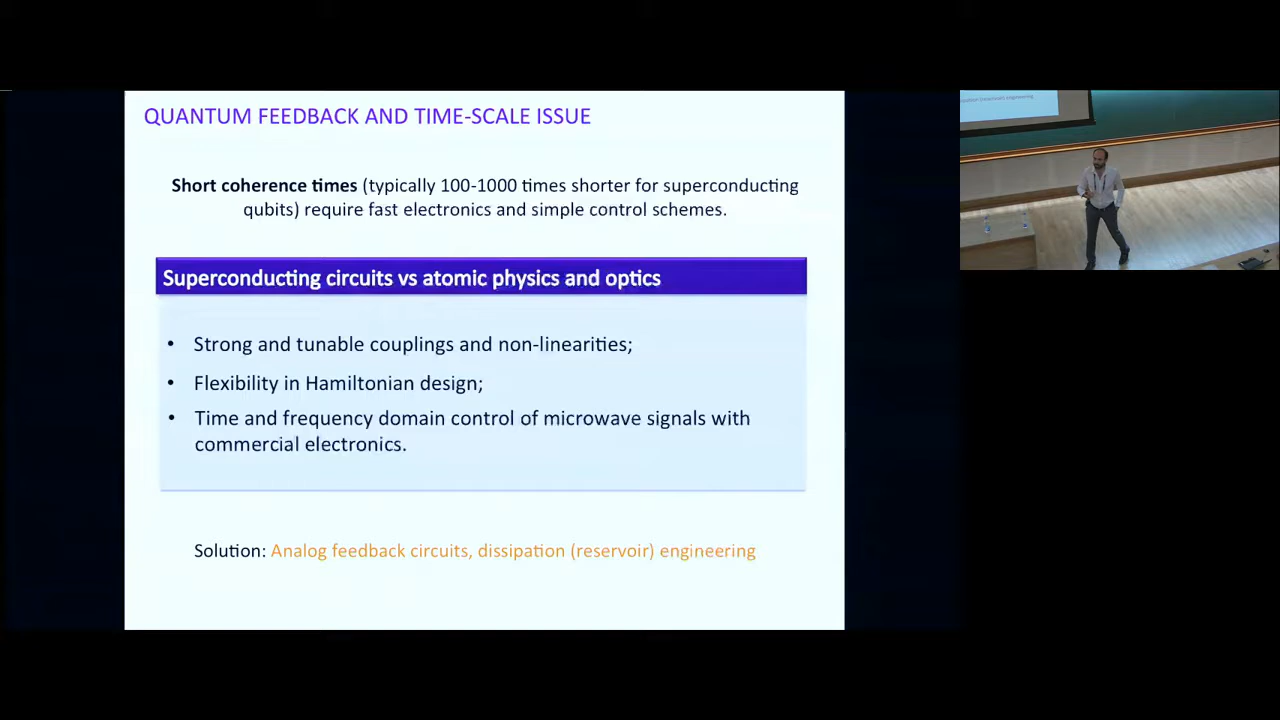 QUANTUM FEEDBACK AND TIME-SCALE ISSUE
Short coherence times (typically 100-1000 times shorter for superconducting
qubits) require fast electronics and simple control schemes.
Superconducting circuits vs atomic physics and optics
• Strong and tunable couplings and non-linearities;
• Flexibility in Hamiltonian design;
• Time and frequency domain control of microwave signals with
commercial electronics.
Solution: Analog feedback circuits, dissipation (reservoir) engineering